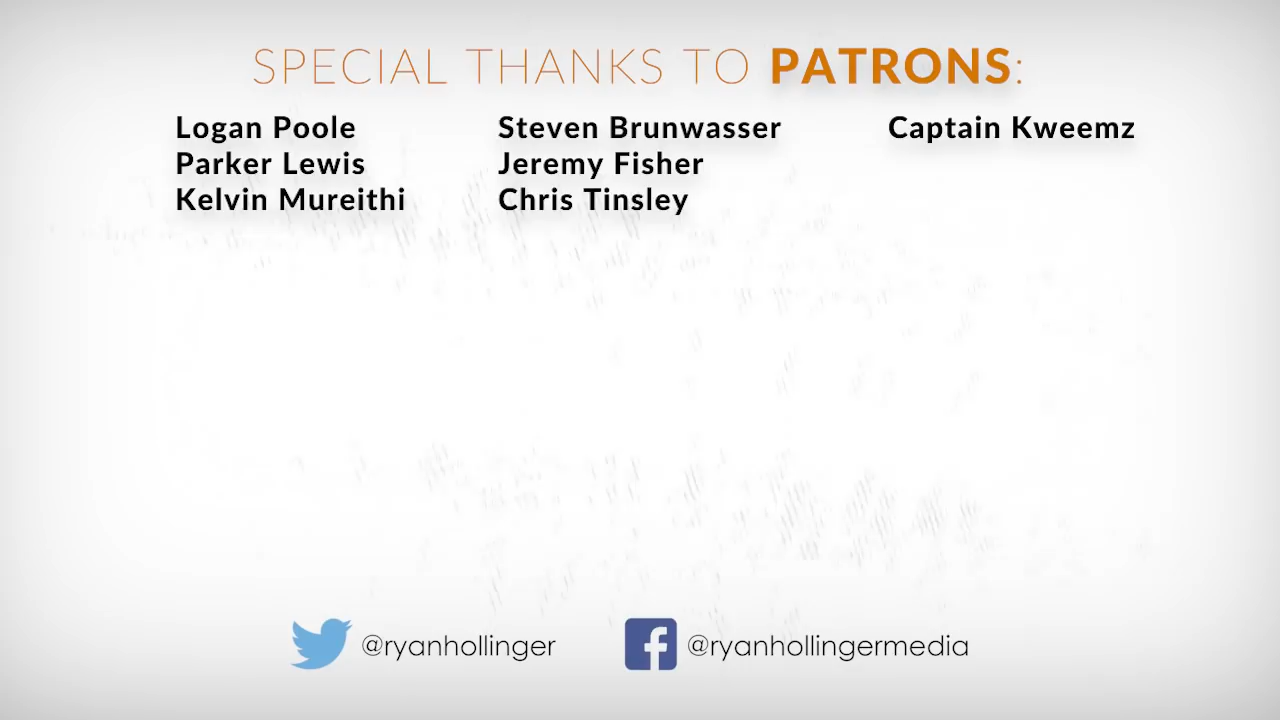 SPECIAL THANKS TO PATRONS:
Logan Poole
Parker Lewis
Kelvin Mureithi
Steven Brunwasser
Jeremy Fisher
Chris Tinsley
Captain Kweemz
@ryanhollinger
@ryanhollingermedia